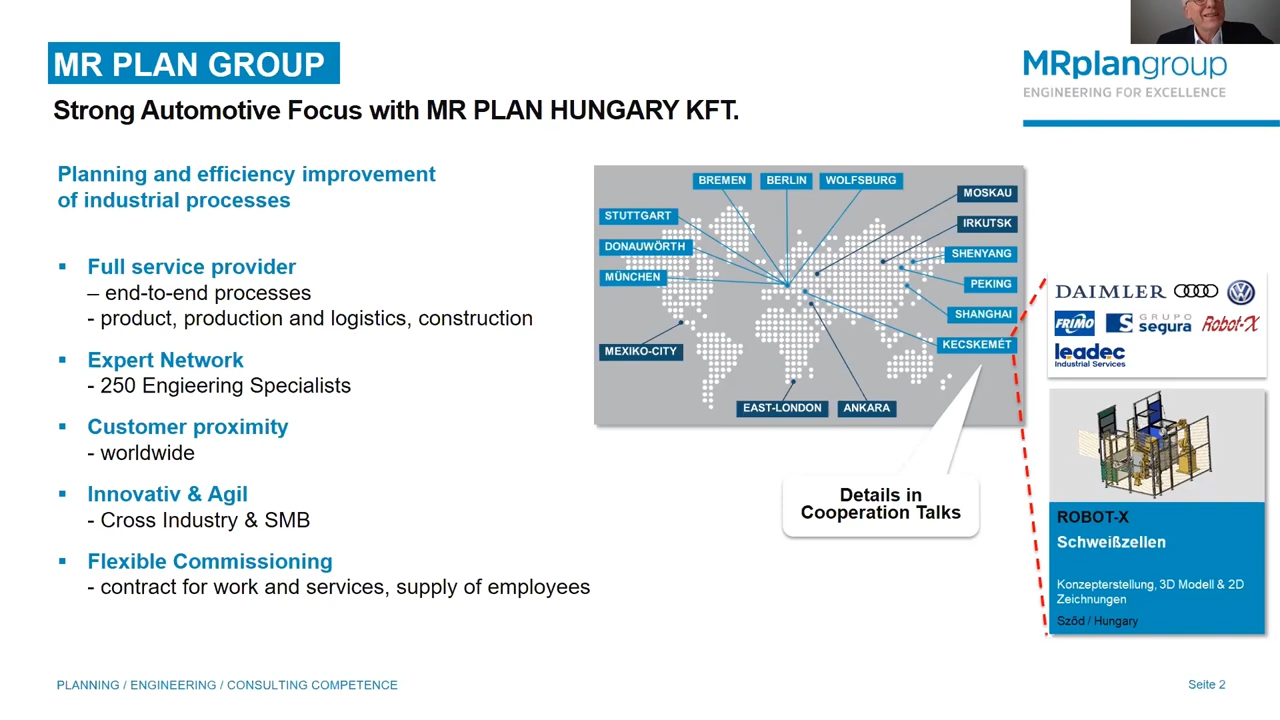 MR PLAN GROUP
Strong Automotive Focus with MR PLAN HUNGARY KFT.
MRplangroup
ENGINEERING FOR EXCELLENCE
Planning and efficiency improvement
of industrial processes
▪ Full service provider
– end-to-end processes
- product, production and logistics, construction
▪ Expert Network
- 250 Engieering Specialists
▪ Customer proximity
- worldwide
▪ Innovativ & Agil
- Cross Industry & SMB
▪ Flexible Commissioning
- contract for work and services, supply of employees
BREMEN
BERLIN
WOLFSBURG
STUTTGART
DONAUWÖRTH
MÜNCHEN
MEXIKO-CITY
EAST-LONDON
ANKARA
MOSKAU
IRKUTSK
SHENYANG
PEKING
SHANGHAI
KECSKEMÉT
Details in
Cooperation Talks
DAIMLER
FRIMO
GRUPO
segura
Robot-X
leadec
Industrial Services
ROBOT-X
Schweißzellen
Konzepterstellung, 3D Modell & 2D
Zeichnungen
Sződ / Hungary
PLANNING / ENGINEERING / CONSULTING COMPETENCE
Seite 2